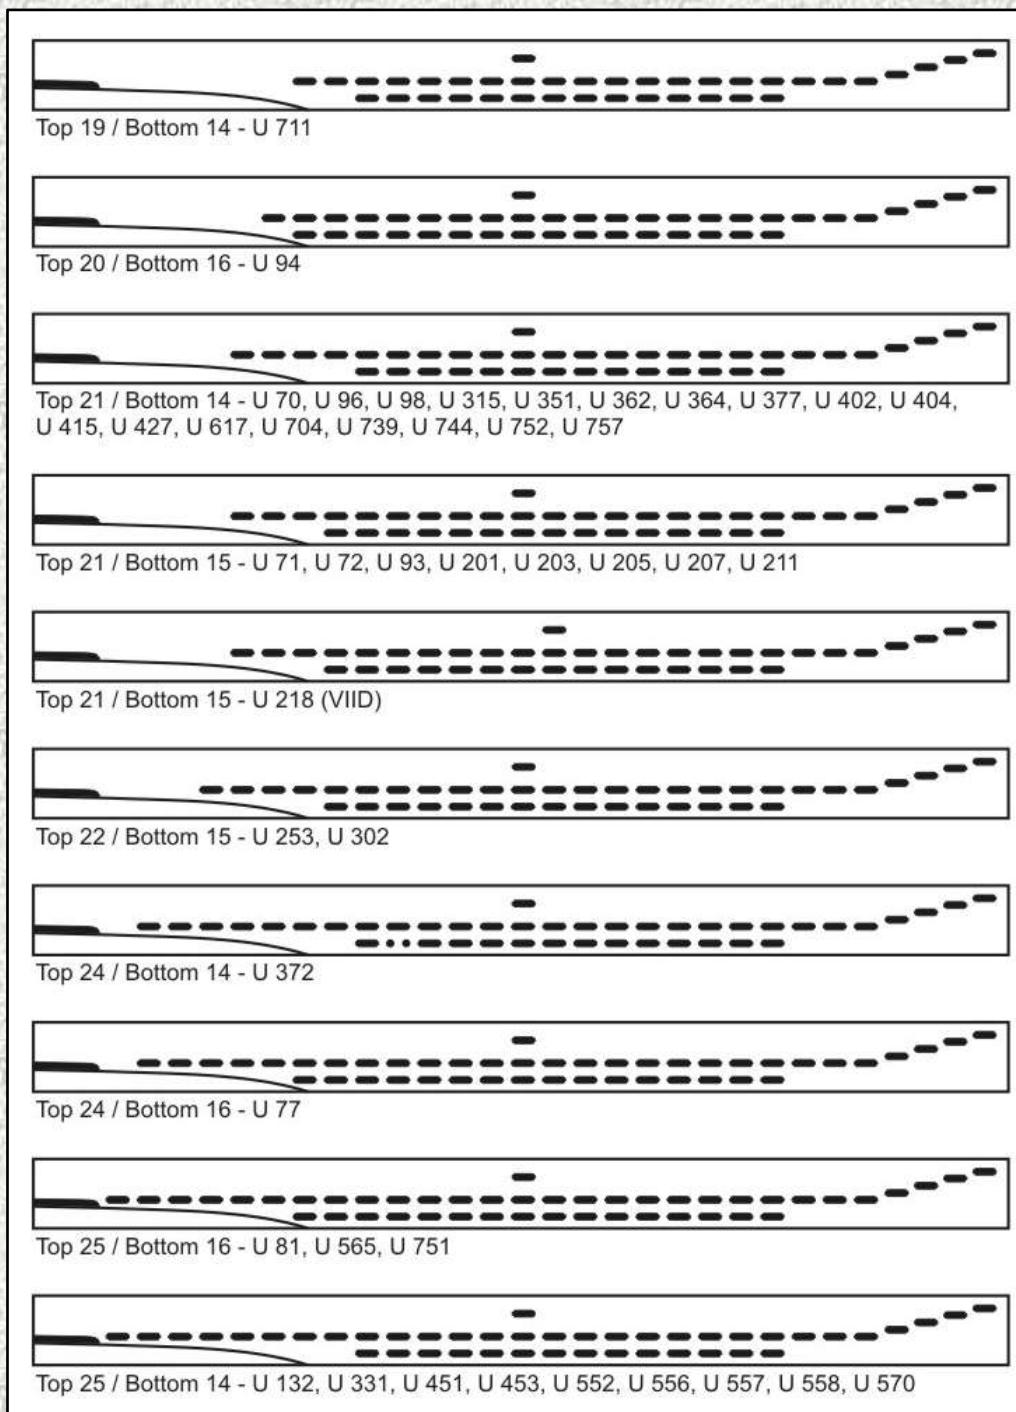 Top 19 / Bottom 14 - U 711
Top 20 / Bottom 16 - U 94
Top 21 / Bottom 14 - U 70, U 96, U 98, U 315, U 351, U 362, U 364, U 377, U 402, U 404,
U 415, U 427, U 617, U 704, U 739, U 744, U 752, U 757
Top 21 / Bottom 15 - U 71, U 72, U 93, U 201, U 203, U 205, U 207, U 211
Top 21 / Bottom 15 - U 218 (VIID)
Top 22 / Bottom 15 - U 253, U 302
Top 24 / Bottom 14 - U 372
Top 24 / Bottom 16 - U 77
Top 25 / Bottom 16 - U 81, U 565, U 751
Top 25 / Bottom 14 - U 132, U 331, U 451, U 453, U 552, U 556, U 557, U 558, U 570